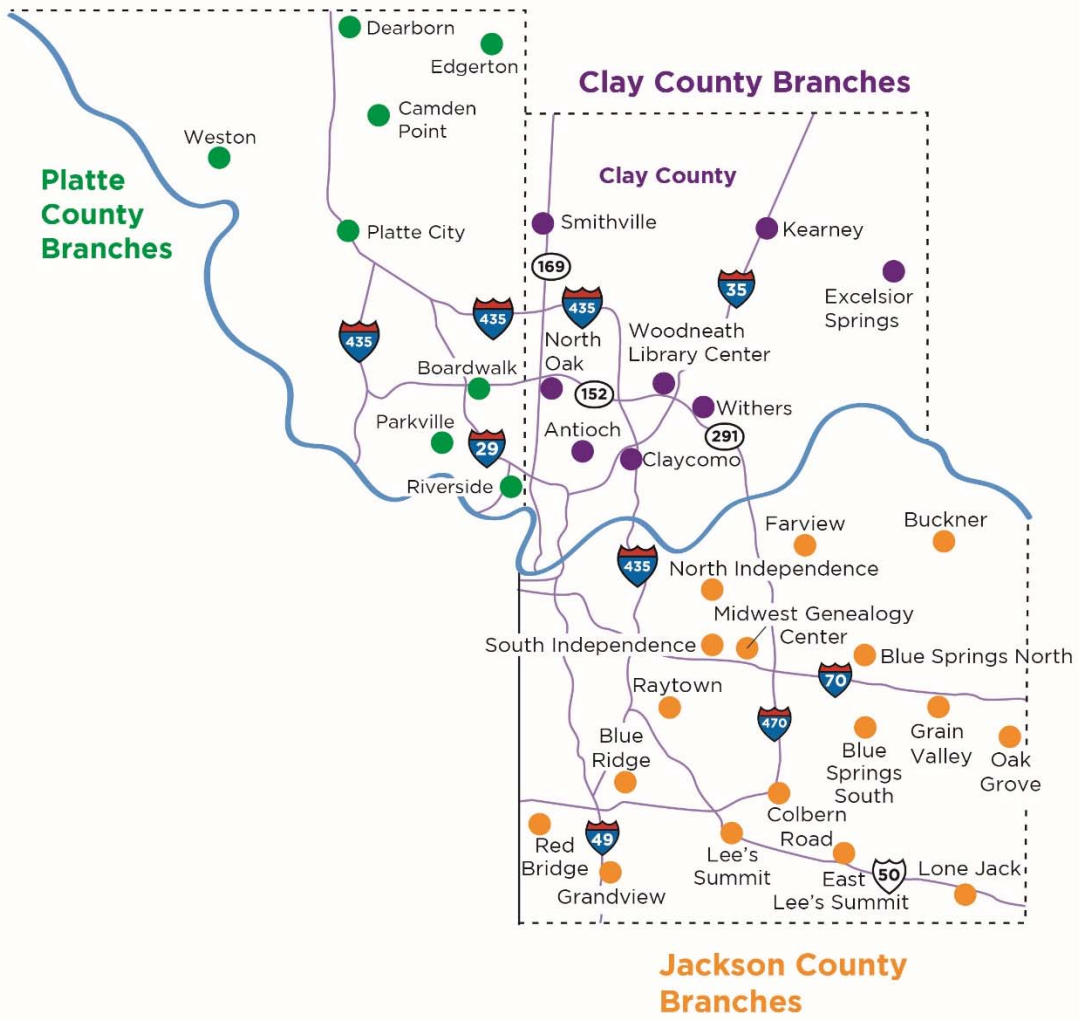 Dearborn
Edgerton
Clay County Branches
Camden
Point
Weston
Platte
County
Branches
Clay County
Smithville
Kearney
Platte City
169
35
Excelsior
Springs
435
435
435
North
Oak
Woodneath
Library Center
Boardwalk
152
Withers
Parkville
Antioch
291
29
Claycomo
Riverside
Farview
Buckner
435
North Independence
Midwest Genealogy
Center
South Independence
Blue Springs North
70
Raytown
470
Blue
Ridge
Blue
Springs
South
Grain
Valley
Oak
Grove
Colbern
Road
49
Red
Bridge
Lee's
Summit
East
Lee's Summit
50
Lone Jack
Grandview
Jackson County
Branches